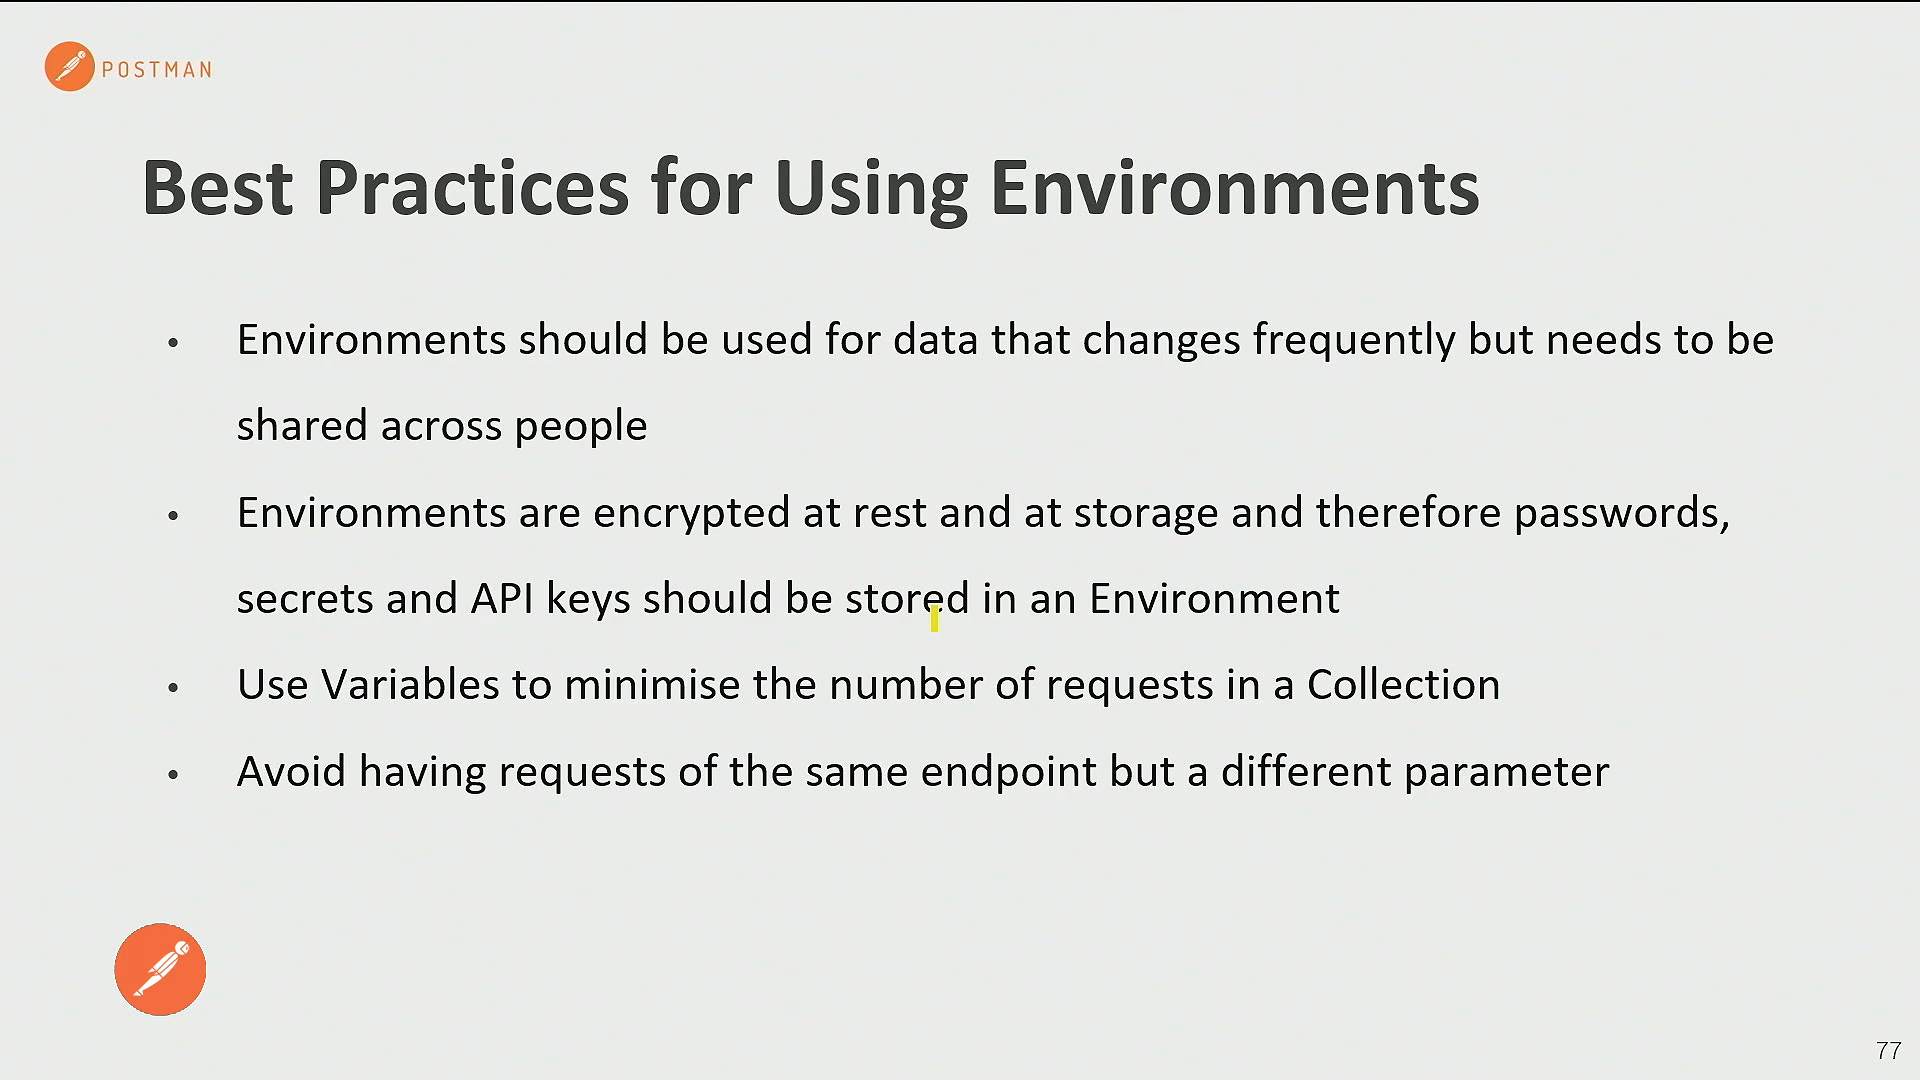 POSTMAN
Best Practices for Using Environments
• Environments should be used for data that changes frequently but needs to be
shared across people
• Environments are encrypted at rest and at storage and therefore passwords,
secrets and API keys should be stored in an Environment
• Use Variables to minimise the number of requests in a Collection
• Avoid having requests of the same endpoint but a different parameter
77